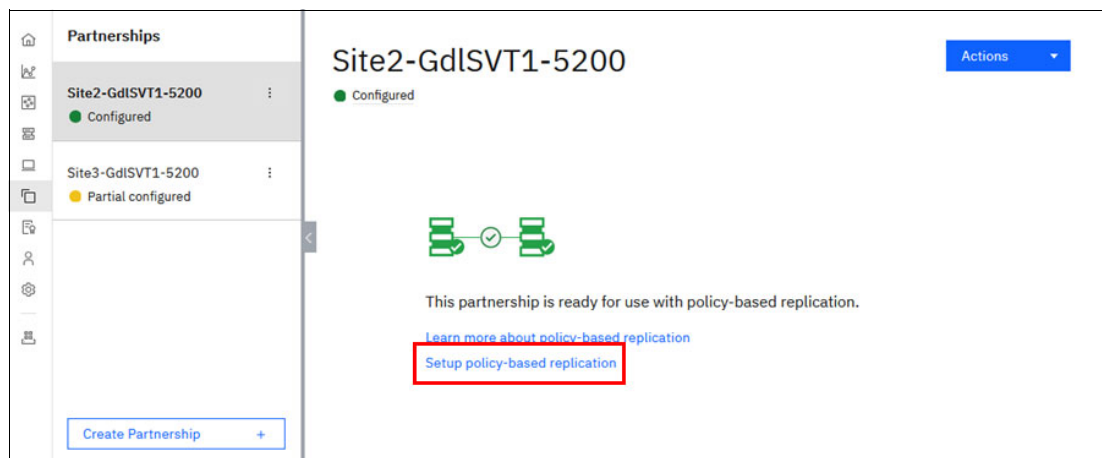 Partnerships
Site2-GdlSVT1-5200
Configured
Site3-GdlSVT1-5200
Partial configured
Create Partnership +
Site2-GdlSVT1-5200
Configured
Actions
This partnership is ready for use with policy-based replication.
Learn more about policy-based replication
Setup policy-based replication